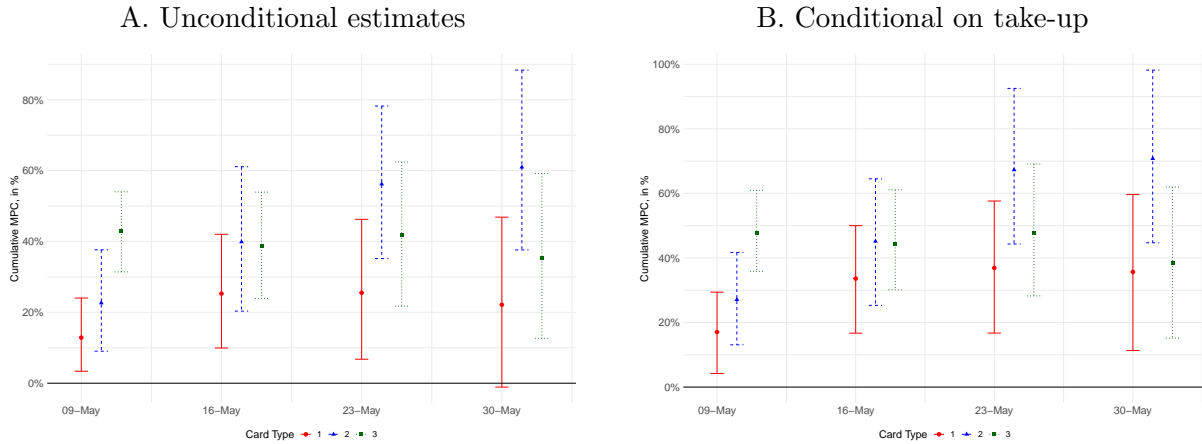 A. Unconditional estimates
Cumulative MPC, in %
80%
60%
40%
20%
0%
09–May
16–May
23–May
30–May
Card Type 1 2 3
B. Conditional on take-up
Cumulative MPC, in %
100%
80%
60%
40%
20%
0%
09–May
16–May
23–May
30–May
Card Type 1 2 3